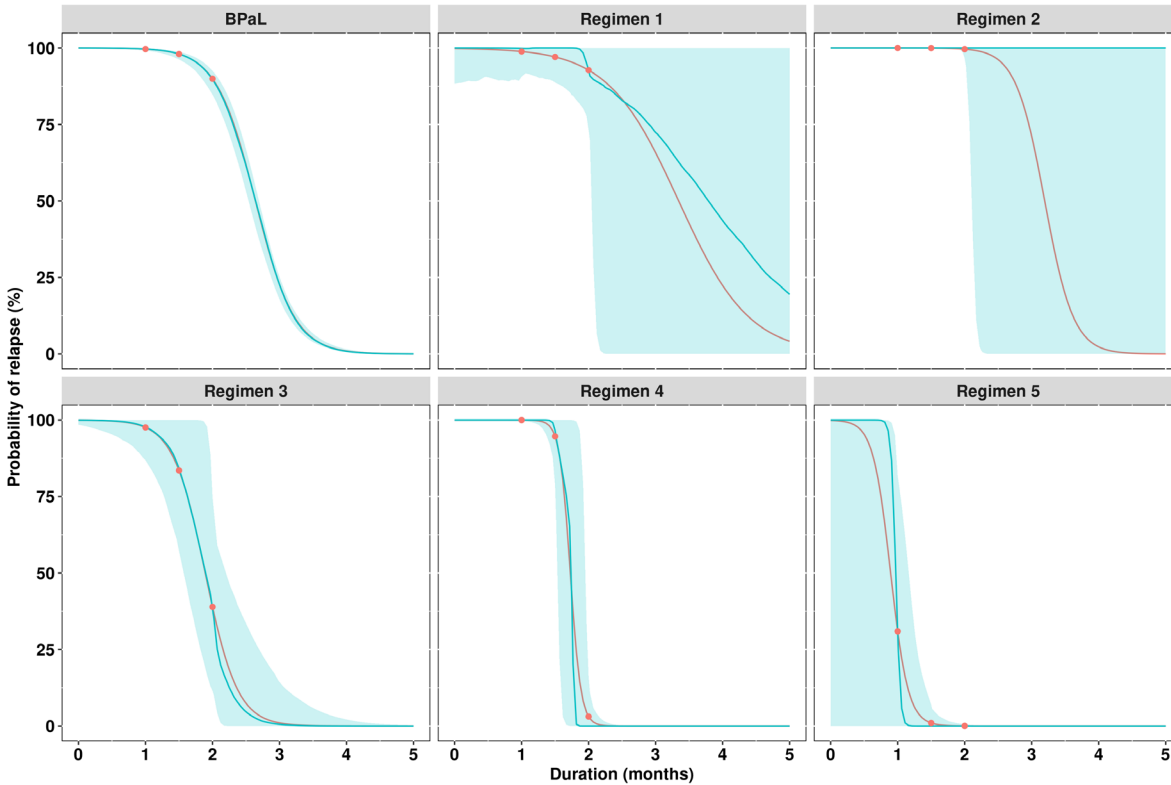 BPaL Regimen 1 Regimen 2
100
75
50
25
0
Regimen 3 Regimen 4 Regimen 5
100
75
50
25
0
0 1 2 3 4 5 0 1 2 3 4 5 0 1 2 3 4 5
Duration (months)
Probability of relapse (%)